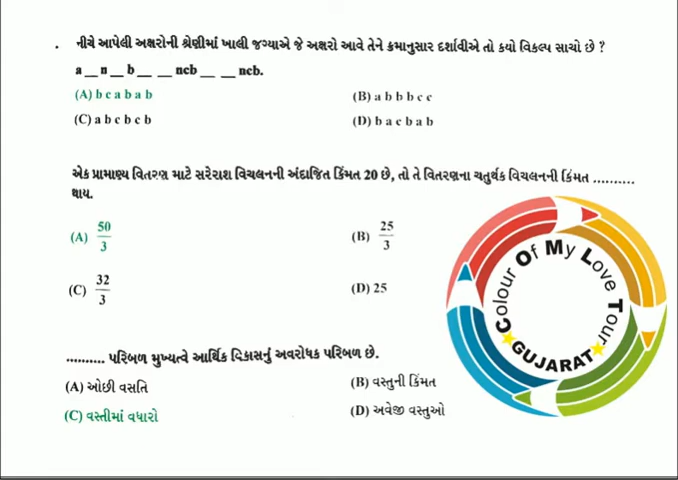 . નીચે આપેલી અક્ષરોની શ્રેણીમાં ખાલી જગ્યાએ જે અક્ષરો આવે તેને ક્રમાનુસાર દર્શાવીએ તો કયો વિકલ્પ સાચો છે ?
a __ n __ b __ __ ncb __ __ ncb.
(A) b c a b a b (B) a b b b c c
(C) a b c b c b (D) b a c b a b
એક પ્રામાણ્ય વિતરણ માટે સરેરાશ વિચલનની અંદાજિત કિંમત 20 છે, તો તે વિતરણના ચતુર્થક વિચલનની કિંમત ..........
થાય.
(A) 50/3 (B) 25/3
(C) 32/3 (D) 25
.......... પરિબળ મુખ્યત્વે આર્થિક વિકાસનું અવરોધક પરિબળ છે.
(A) ઓછી વસતિ (B) વસ્તુની કિંમત
(C) વસ્તીમાં વધારો (D) અવેજી વસ્તુઓ
Colour Of My Love Tour
GUJARAT